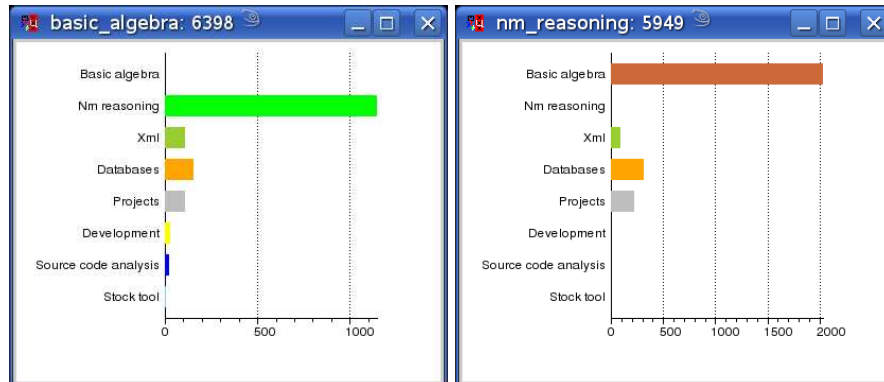 basic_algebra: 6398
Basic algebra
Nm reasoning
Xml
Databases
Projects
Development
Source code analysis
Stock tool
0 500 1000
nm_reasoning: 5949
Basic algebra
Nm reasoning
Xml
Databases
Projects
Development
Source code analysis
Stock tool
0 500 1000 1500 2000